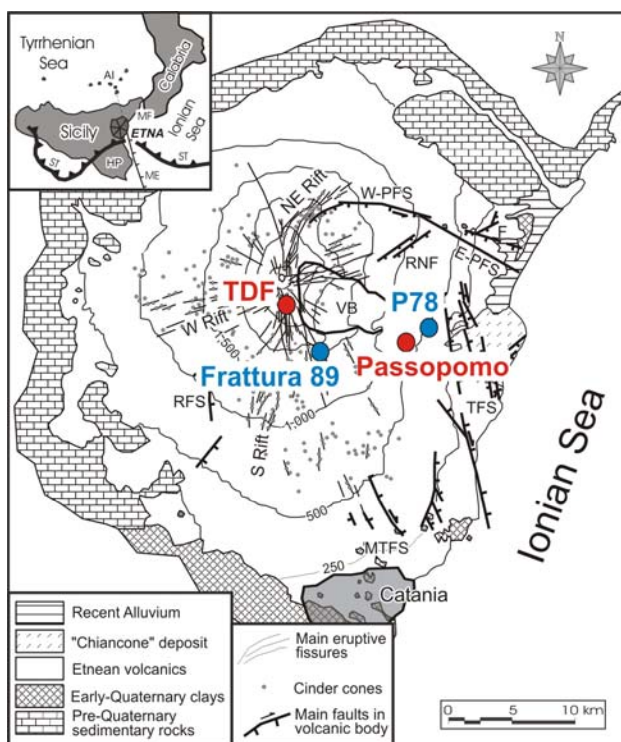 Tyrrhenian
Sea
AI
Calabria
MF
ETNA
Ionian
Sea
Sicily
ST
HP
ST
ME
N
NE Rift
W-PFS
F
E-PFS
RNF
TDF
VB
P78
W Rift
1.500
Frattura 89
Passopomo
RFS
TFS
1.000
S Rift
500
Ionian Sea
MTFS
250
Catania
Recent Alluvium
"Chiancone" deposit
Etnean volcanics
Early-Quaternary clays
Pre-Quaternary
sedimentary rocks
Main eruptive
fissures
Cinder cones
Main faults in
volcanic body
0 5 10 km